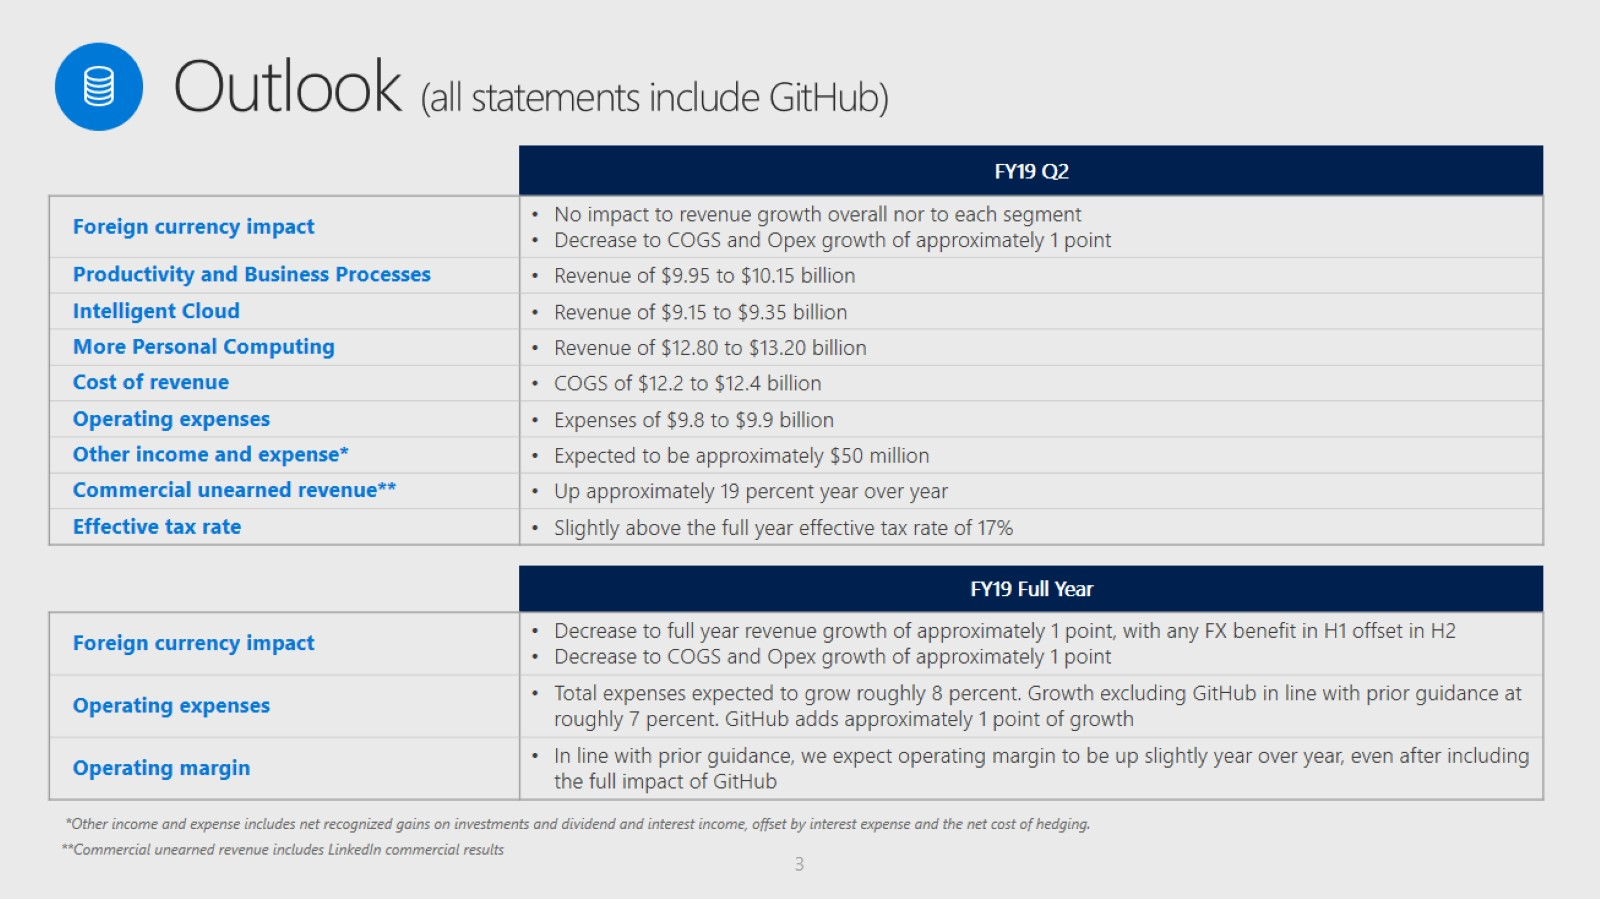 Outlook (all statements include GitHub)
FY19 Q2
Foreign currency impact
• No impact to revenue growth overall nor to each segment
• Decrease to COGS and Opex growth of approximately 1 point
Productivity and Business Processes
• Revenue of $9.95 to $10.15 billion
Intelligent Cloud
• Revenue of $9.15 to $9.35 billion
More Personal Computing
• Revenue of $12.80 to $13.20 billion
Cost of revenue
• COGS of $12.2 to $12.4 billion
Operating expenses
• Expenses of $9.8 to $9.9 billion
Other income and expense*
• Expected to be approximately $50 million
Commercial unearned revenue**
• Up approximately 19 percent year over year
Effective tax rate
• Slightly above the full year effective tax rate of 17%
FY19 Full Year
Foreign currency impact
• Decrease to full year revenue growth of approximately 1 point, with any FX benefit in H1 offset in H2
• Decrease to COGS and Opex growth of approximately 1 point
Operating expenses
• Total expenses expected to grow roughly 8 percent. Growth excluding GitHub in line with prior guidance at
roughly 7 percent. GitHub adds approximately 1 point of growth
Operating margin
• In line with prior guidance, we expect operating margin to be up slightly year over year, even after including
the full impact of GitHub
*Other income and expense includes net recognized gains on investments and dividend and interest income, offset by interest expense and the net cost of hedging.
**Commercial unearned revenue includes LinkedIn commercial results
3